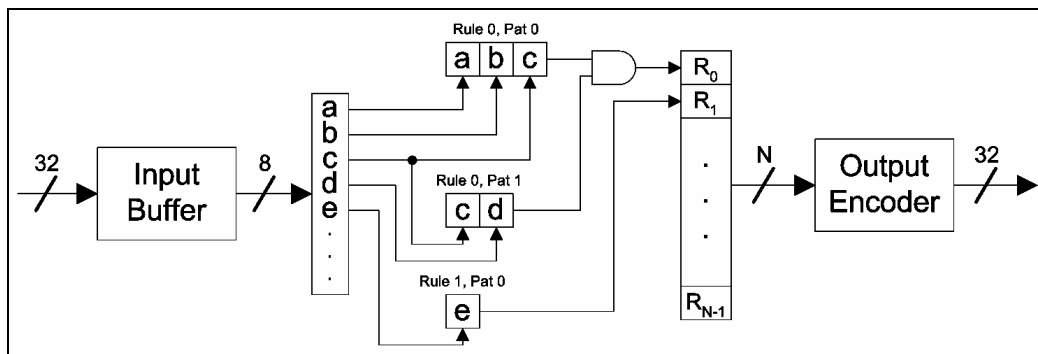 Rule 0, Pat 0
a b c
R0
R1
.
.
.
RN-1
a
b
c
d
e
.
.
.
32
Input
Buffer
8
Rule 0, Pat 1
c d
Rule 1, Pat 0
e
N
Output
Encoder
32